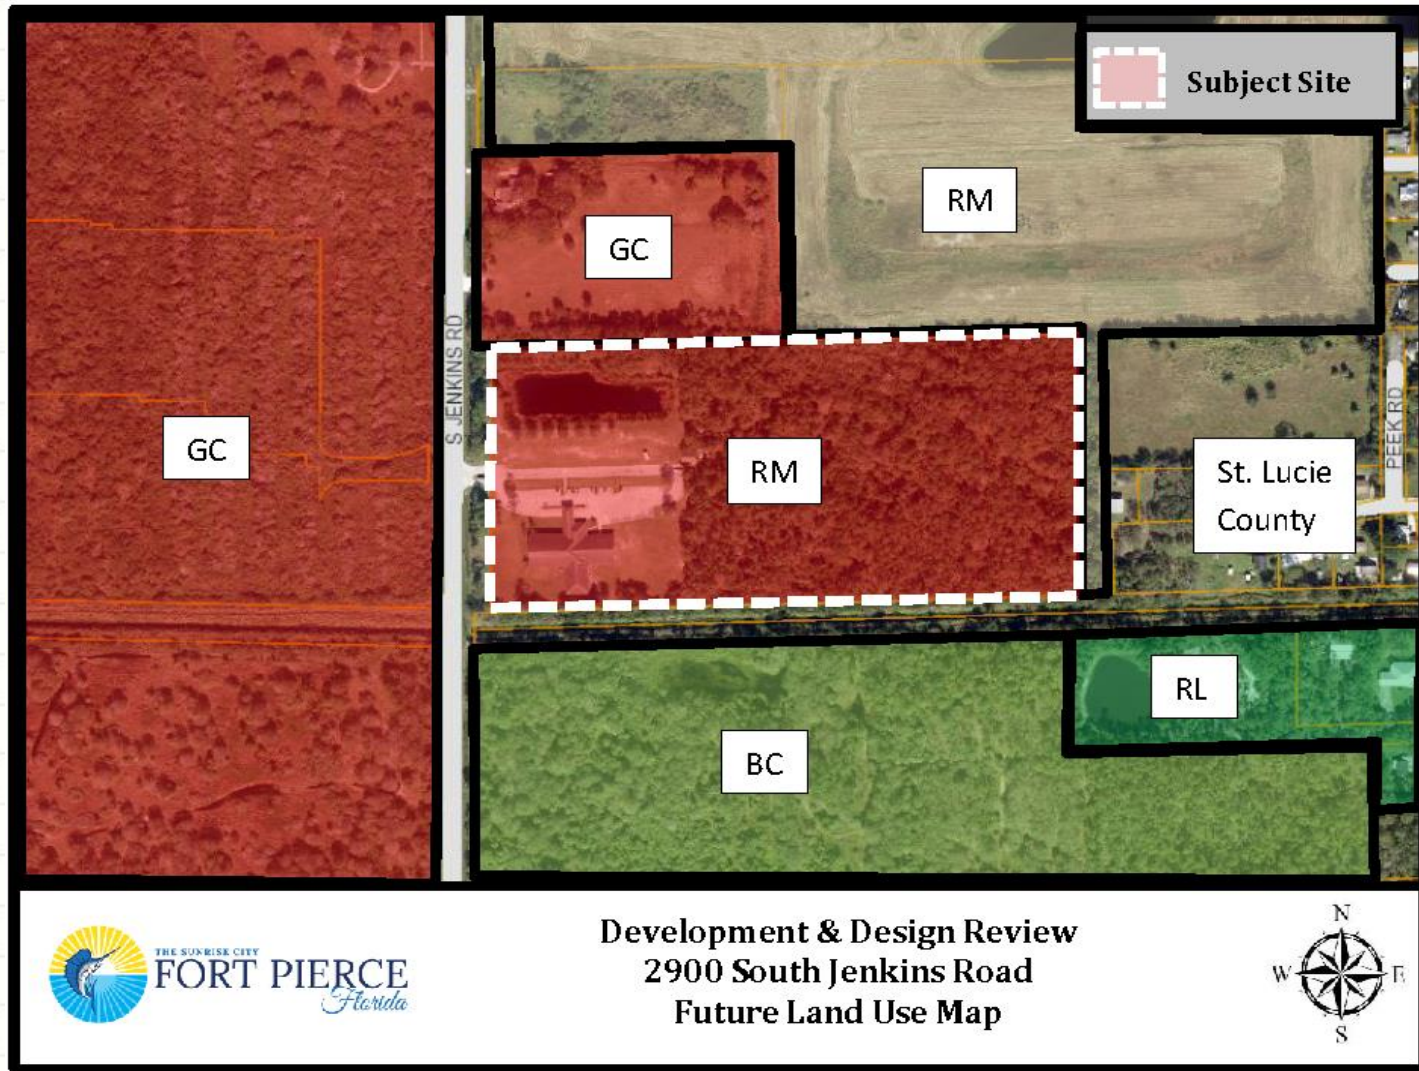 Subject Site
RM
GC
S JENKINS RD
GC
RM
St. Lucie
County
PEEK RD
RL
BC
THE SUNRISE CITY
FORT PIERCE
Florida
Development & Design Review
2900 South Jenkins Road
Future Land Use Map
N
W
E
S